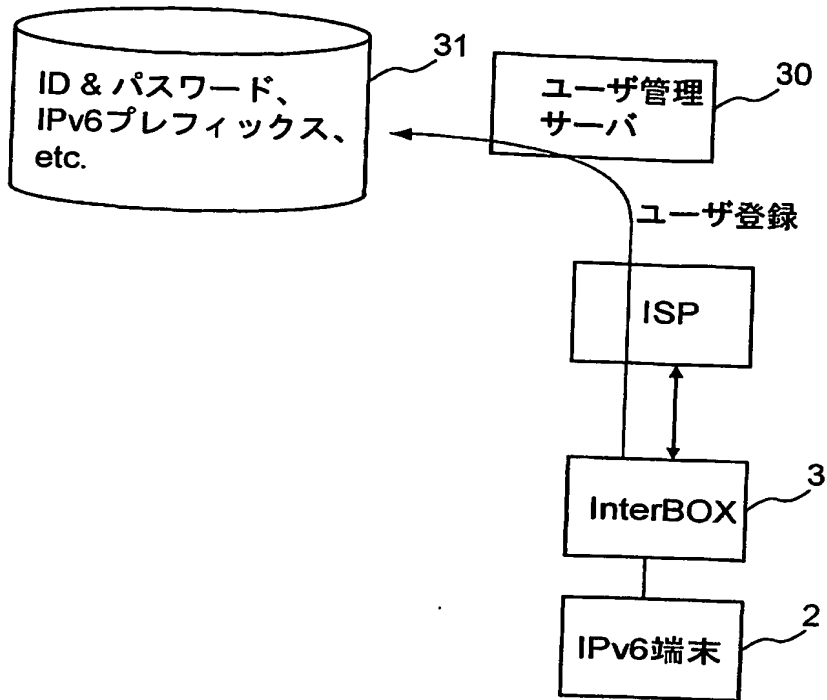 31
ID & パスワード、
IPv6プレフィックス、
etc.
30
ユーザ管理
サーバ
ユーザ登録
ISP
3
InterBOX
2
IPv6端末